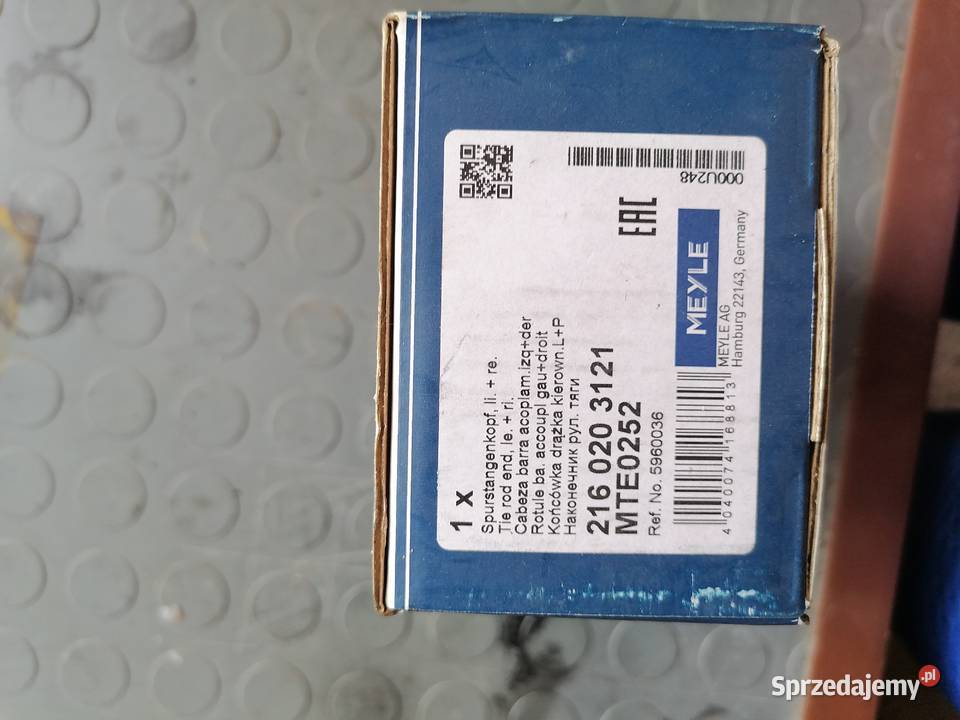 1 x
Spurstangenkopf, li. + re.
Tie rod end, le. + ri.
Cabeza barra acoplam.izq+der
Rotule ba. accoupl gau+droit
Końcówka drążka kierown.L+P
Наконечник рул. тяги
216 020 3121
MTE0252
Ref. No. 5960036
4 040074 168813
EAC
MEYLE
MEYLE AG
Hamburg 22143, Germany
000U248
Sprzedajemy.pl